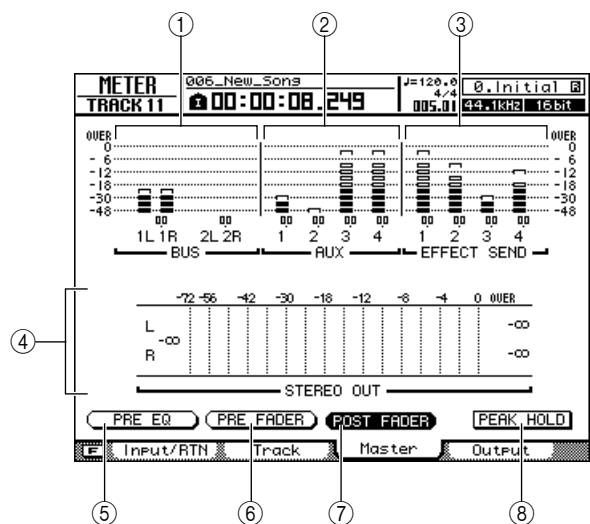 ① ② ③
METER 006_New_Song ♩=120.0 0.Initial R
TRACK 11 I 00:00:08.249 4/4 005.01 44.1kHz 16bit
OVER OVER
0 0
- 6 - 6
-12 -12
-18 -18
-30 -30
-48 -48
1L 1R 2L 2R 1 2 3 4 1 2 3 4
BUS AUX EFFECT SEND
④
-72 -56 -42 -30 -18 -12 -8 -4 0 OVER
L -∞
-∞
R -∞
STEREO OUT
PRE EQ PRE FADER POST FADER PEAK HOLD
F Input/RTN Track Master Output
⑤ ⑥ ⑦ ⑧